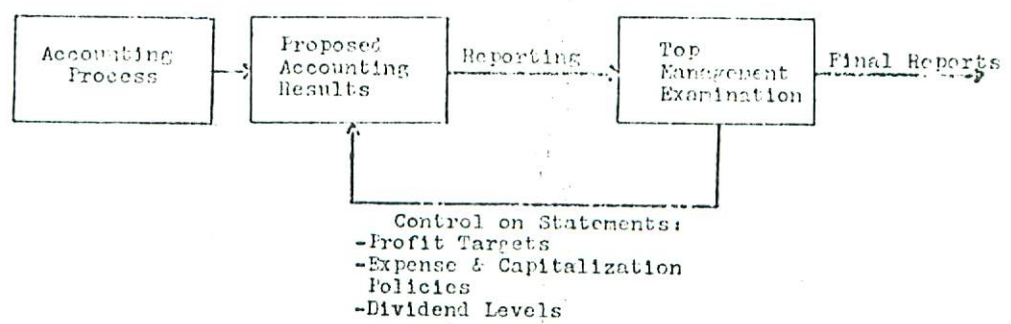 Accounting
Process
Proposed
Accounting
Results
Reporting
Top
Management
Examination
Final Reports
Control on Statements:
-Profit Targets
-Expense & Capitalization
Policies
-Dividend Levels